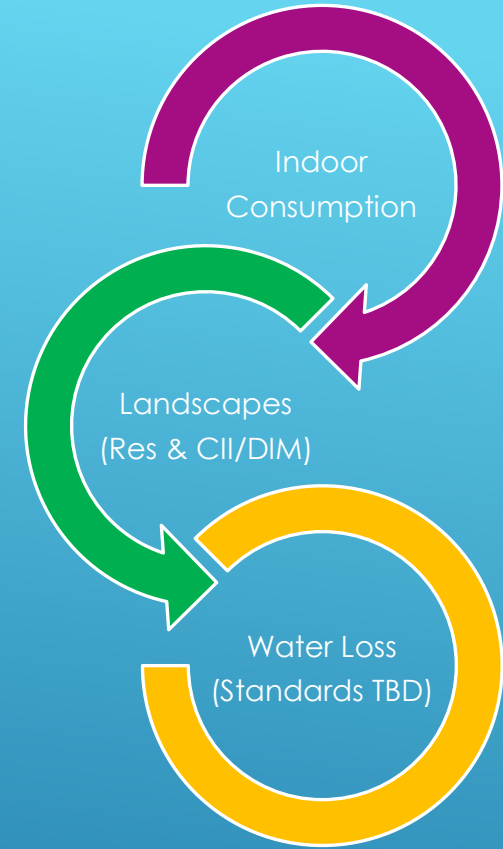 Indoor
Consumption
Landscapes
(Res & CII/DIM)
Water Loss
(Standards TBD)